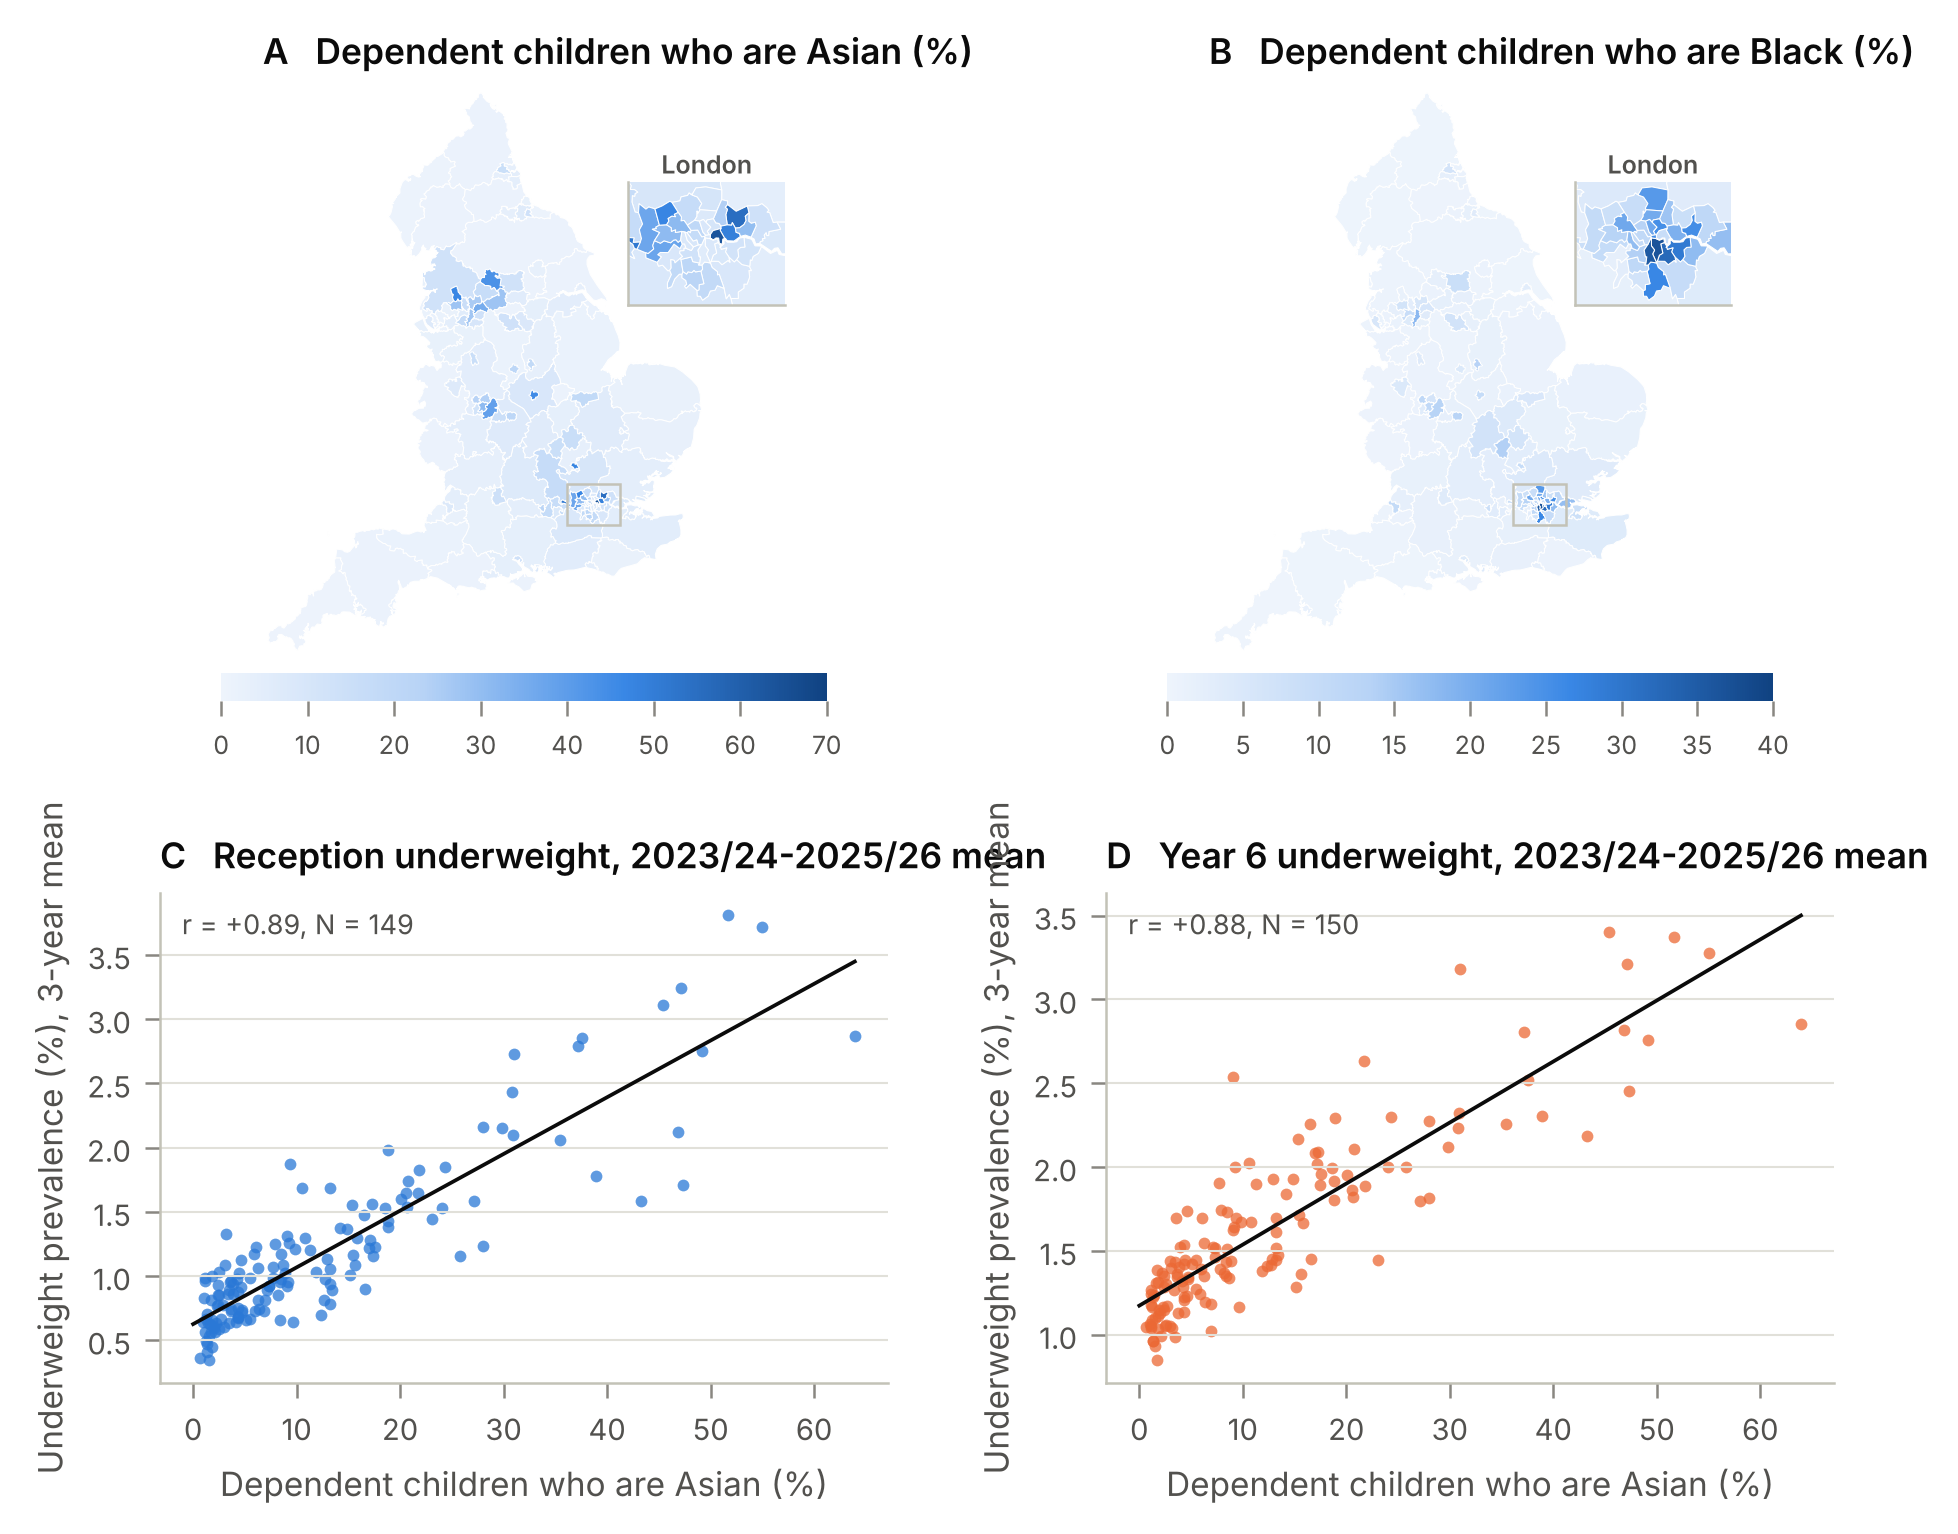 A Dependent children who are Asian (%)
London
0 10 20 30 40 50 60 70
B Dependent children who are Black (%)
London
0 5 10 15 20 25 30 35 40
C Reception underweight, 2023/24-2025/26 mean
r = +0.89, N = 149
Underweight prevalence (%), 3-year mean
3.5
3.0
2.5
2.0
1.5
1.0
0.5
0 10 20 30 40 50 60
Dependent children who are Asian (%)
D Year 6 underweight, 2023/24-2025/26 mean
r = +0.88, N = 150
Underweight prevalence (%), 3-year mean
3.5
3.0
2.5
2.0
1.5
1.0
0 10 20 30 40 50 60
Dependent children who are Asian (%)